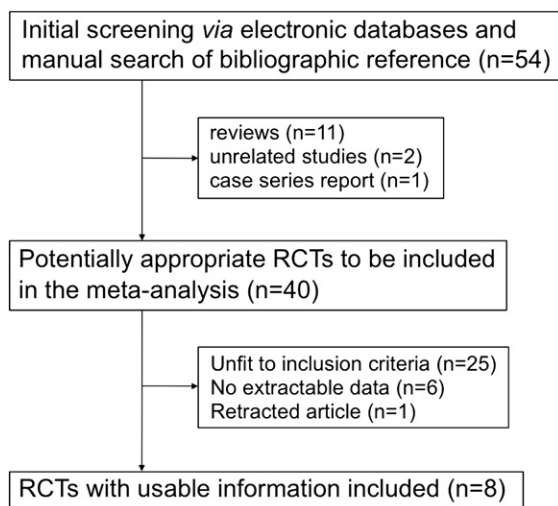 Initial screening via electronic databases and
manual search of bibliographic reference (n=54)
reviews (n=11)
unrelated studies (n=2)
case series report (n=1)
Potentially appropriate RCTs to be included
in the meta-analysis (n=40)
Unfit to inclusion criteria (n=25)
No extractable data (n=6)
Retracted article (n=1)
RCTs with usable information included (n=8)